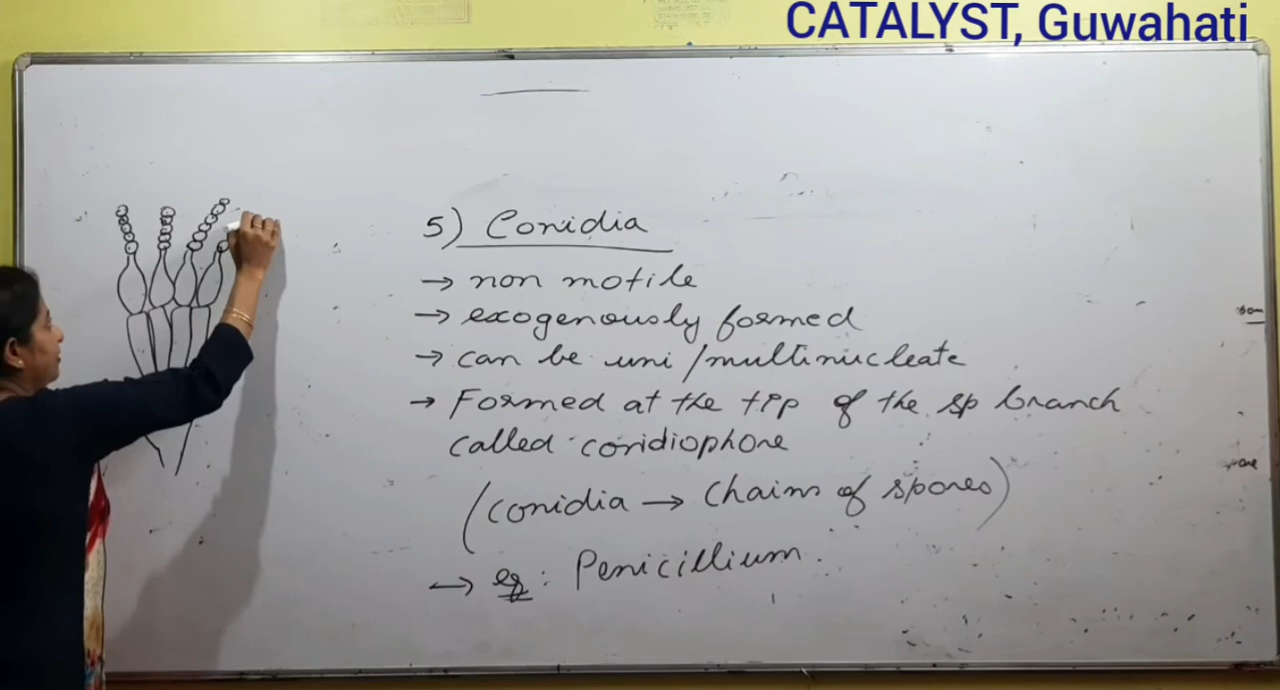 CATALYST, Guwahati
5) Conidia
→ non motile
→ exogenously formed
→ can be uni/multinucleate
→ Formed at the tip of the sp branch
called conidiophore
(conidia → Chains of spores)
→ eg: Penicillium.